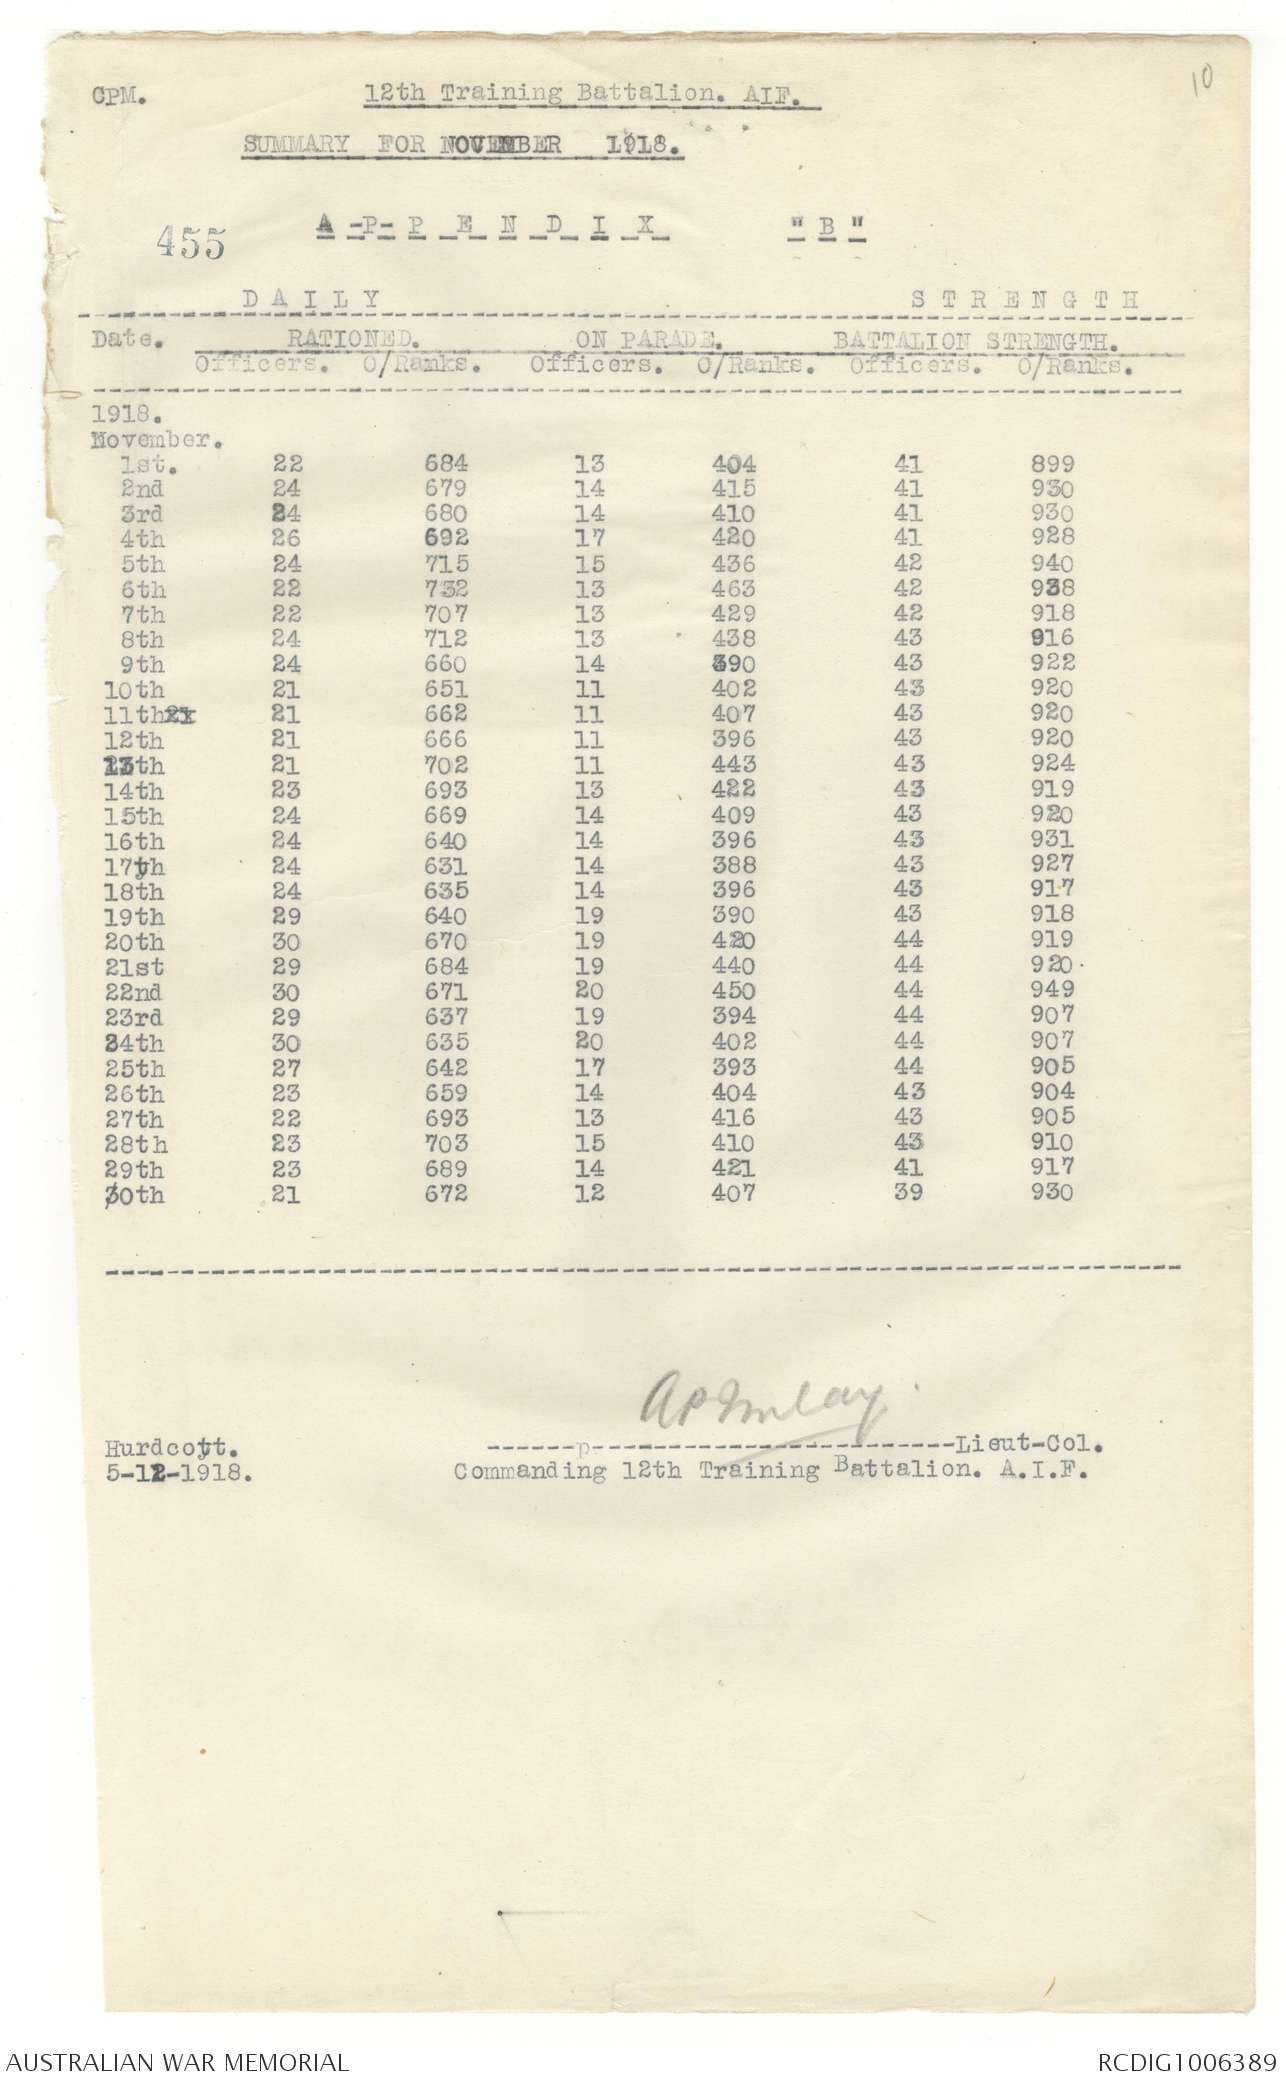 CPM.
12th Training Battalion. AIF.
10
SUMMARY FOR NOVEMBER 1918.
455
A P P E N D I X "B"
D A I L Y S T R E N G T H
Date. RATIONED. ON PARADE. BATTALION STRENGTH.
Officers. O/Ranks. Officers. O/Ranks. Officers. O/Ranks.
1918.
November.
1st. 22 684 13 404 41 899
2nd 24 679 14 415 41 930
3rd 24 680 14 410 41 930
4th 26 692 17 420 41 928
5th 24 715 15 436 42 940
6th 22 732 13 463 42 938
7th 22 707 13 429 42 918
8th 24 712 13 438 43 916
9th 24 660 14 390 43 922
10th 21 651 11 402 43 920
11th 21 662 11 407 43 920
12th 21 666 11 396 43 920
13th 21 702 11 443 43 924
14th 23 693 13 422 43 919
15th 24 669 14 409 43 920
16th 24 640 14 396 43 931
17th 24 631 14 388 43 927
18th 24 635 14 396 43 917
19th 29 640 19 390 43 918
20th 30 670 19 420 44 919
21st 29 684 19 440 44 920
22nd 30 671 20 450 44 949
23rd 29 637 19 394 44 907
24th 30 635 20 402 44 907
25th 27 642 17 393 44 905
26th 23 659 14 404 43 904
27th 22 693 13 416 43 905
28th 23 703 15 410 43 910
29th 23 689 14 421 41 917
30th 21 672 12 407 39 930
Hurdcott. ------p------------------------Lieut-Col.
5-12-1918. Commanding 12th Training Battalion. A.I.F.
AUSTRALIAN WAR MEMORIAL RCDIG1006389